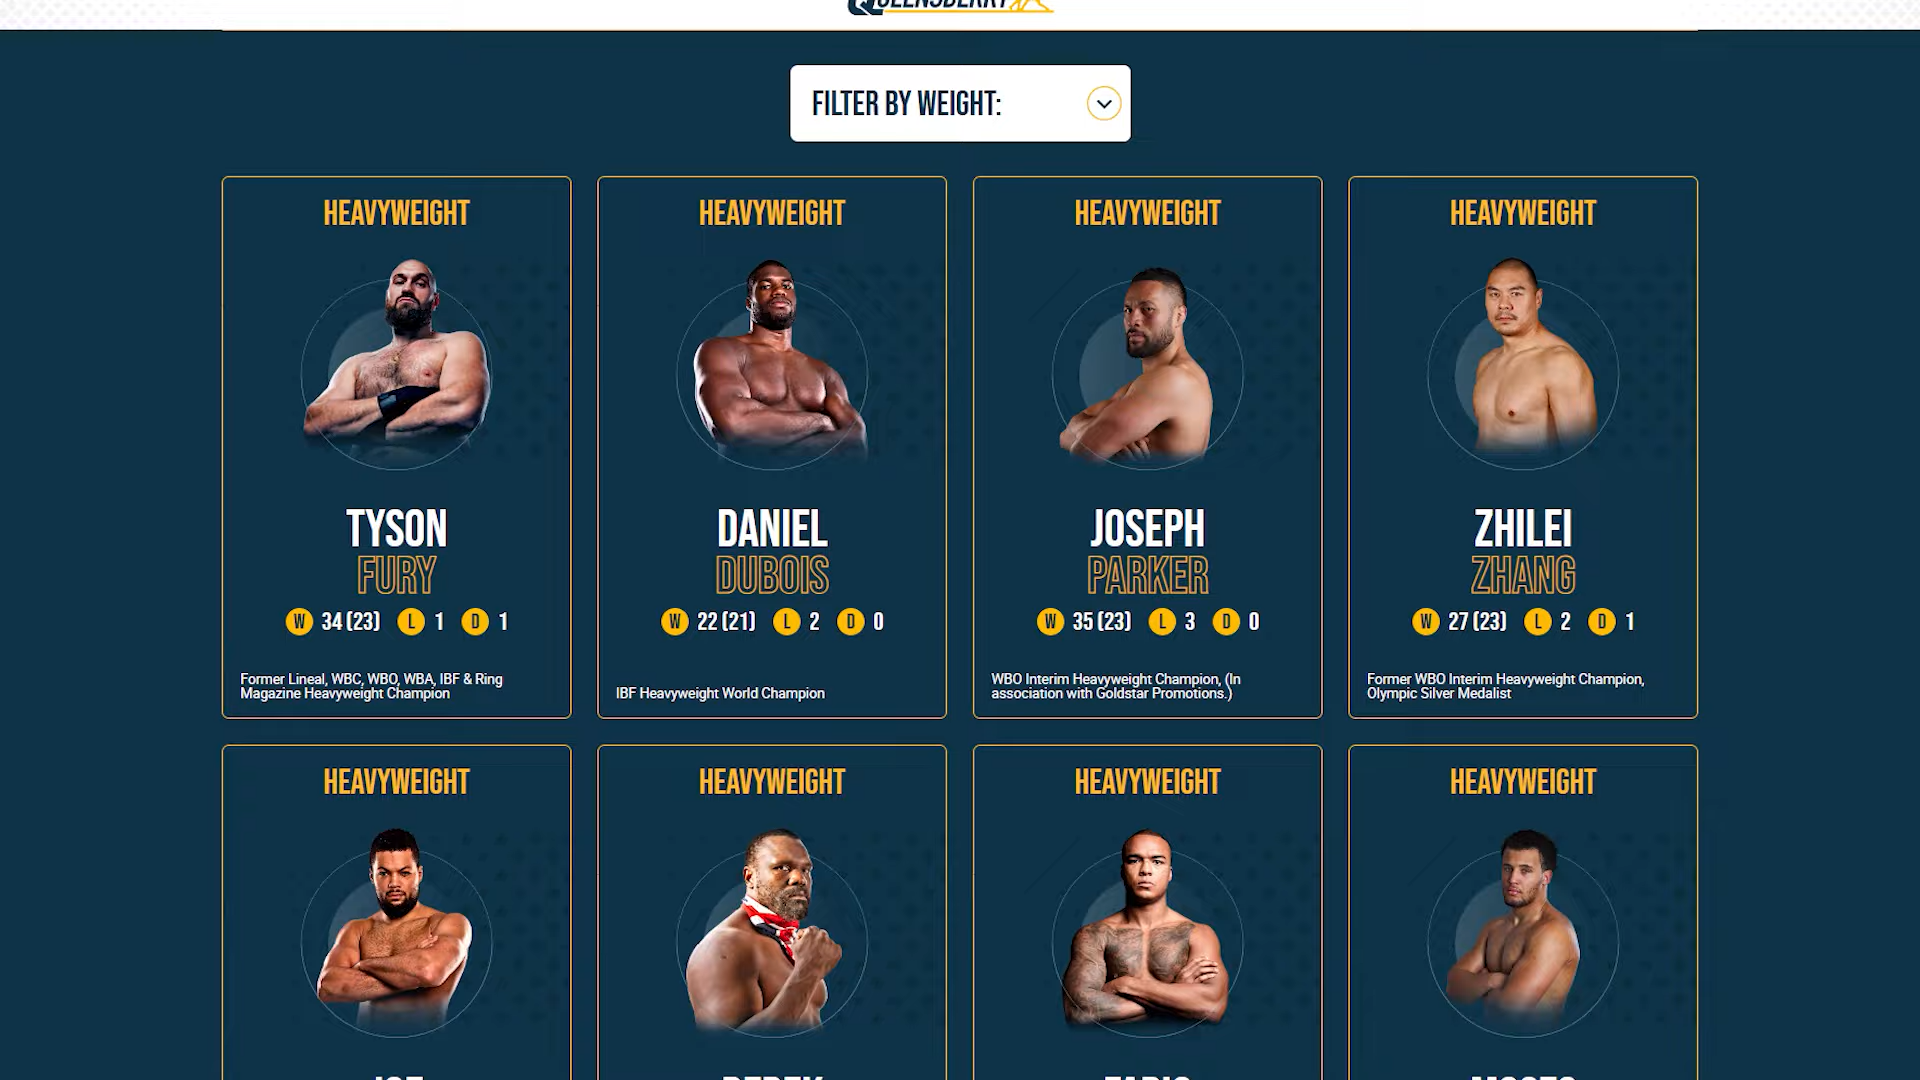 QUEENSBERRY
FILTER BY WEIGHT:
HEAVYWEIGHT
TYSON
FURY
W 34 (23) L 1 D 1
Former Lineal, WBC, WBO, WBA, IBF & Ring
Magazine Heavyweight Champion
HEAVYWEIGHT
DANIEL
DUBOIS
W 22 (21) L 2 D 0
IBF Heavyweight World Champion
HEAVYWEIGHT
JOSEPH
PARKER
W 35 (23) L 3 D 0
WBO Interim Heavyweight Champion, (In
association with Goldstar Promotions.)
HEAVYWEIGHT
ZHILEI
ZHANG
W 27 (23) L 2 D 1
Former WBO Interim Heavyweight Champion,
Olympic Silver Medalist
HEAVYWEIGHT
HEAVYWEIGHT
DEREK
HEAVYWEIGHT
HEAVYWEIGHT